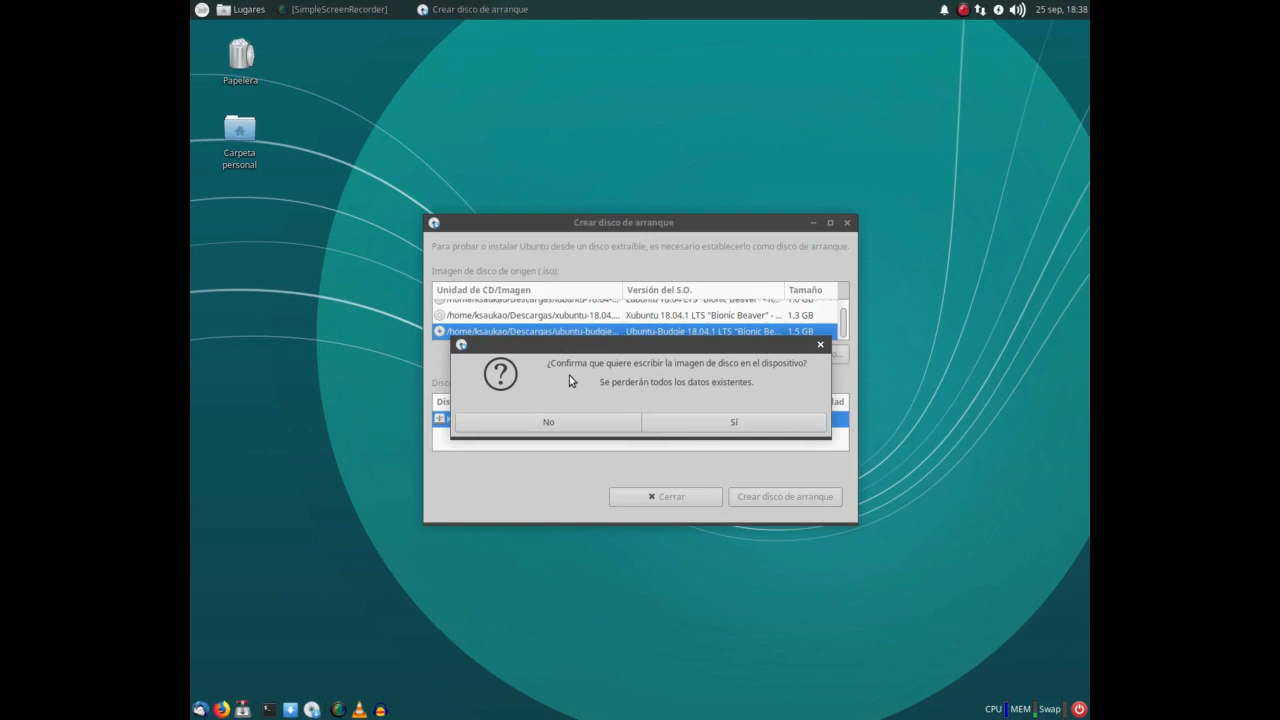 Lugares [SimpleScreenRecorder] Crear disco de arranque 25 sep, 18:38
Papelera
Carpeta
personal
Crear disco de arranque
Para probar o instalar Ubuntu desde un disco extraíble, es necesario establecerlo como disco de arranque.
Imagen de disco de origen (.iso):
Unidad de CD/Imagen Versión del S.O. Tamaño
/home/ksaukao/Descargas/xubuntu-18.04.... Xubuntu 18.04.1 LTS "Bionic Beaver" - ... 1.3 GB
/home/ksaukao/Descargas/ubuntu-budgie... Ubuntu-Budgie 18.04.1 LTS "Bionic Be... 1.5 GB
¿Confirma que quiere escribir la imagen de disco en el dispositivo?
Se perderán todos los datos existentes.
No Sí
Cerrar Crear disco de arranque
CPU MEM Swap